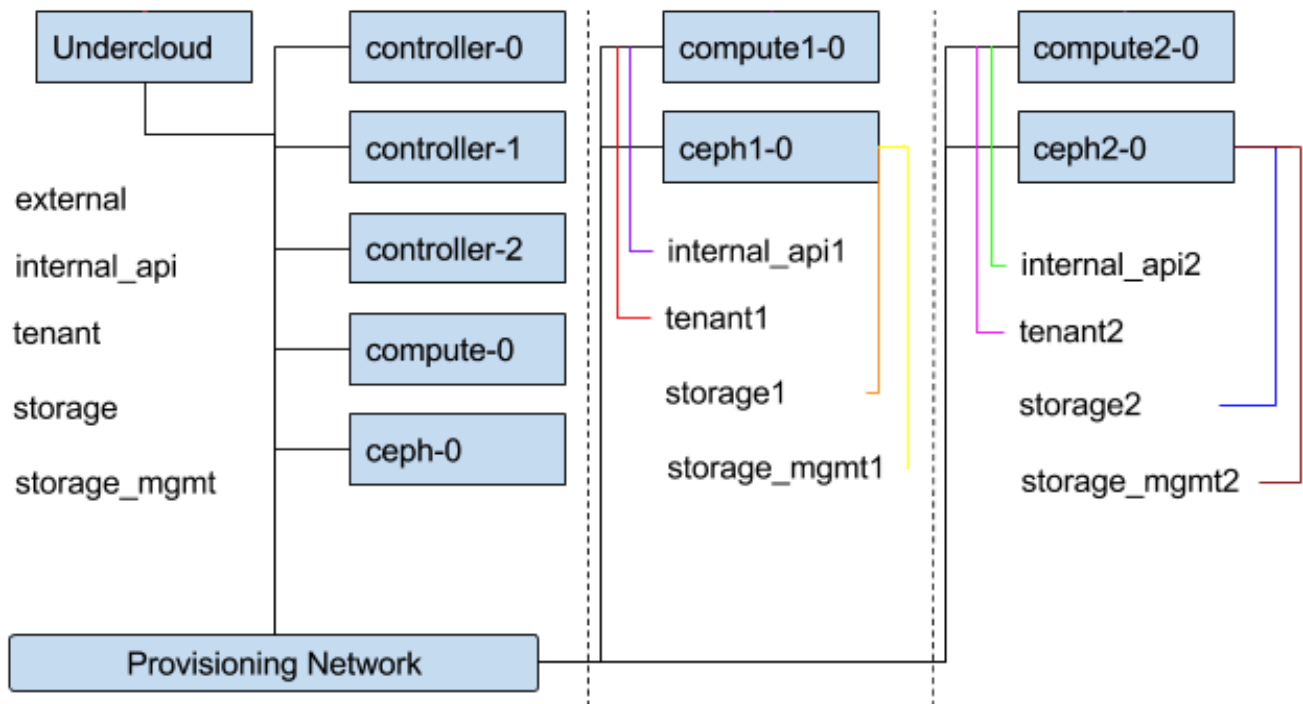 Undercloud
controller-0
controller-1
controller-2
compute-0
ceph-0
external
internal_api
tenant
storage
storage_mgmt
Provisioning Network
compute1-0
ceph1-0
internal_api1
tenant1
storage1
storage_mgmt1
compute2-0
ceph2-0
internal_api2
tenant2
storage2
storage_mgmt2